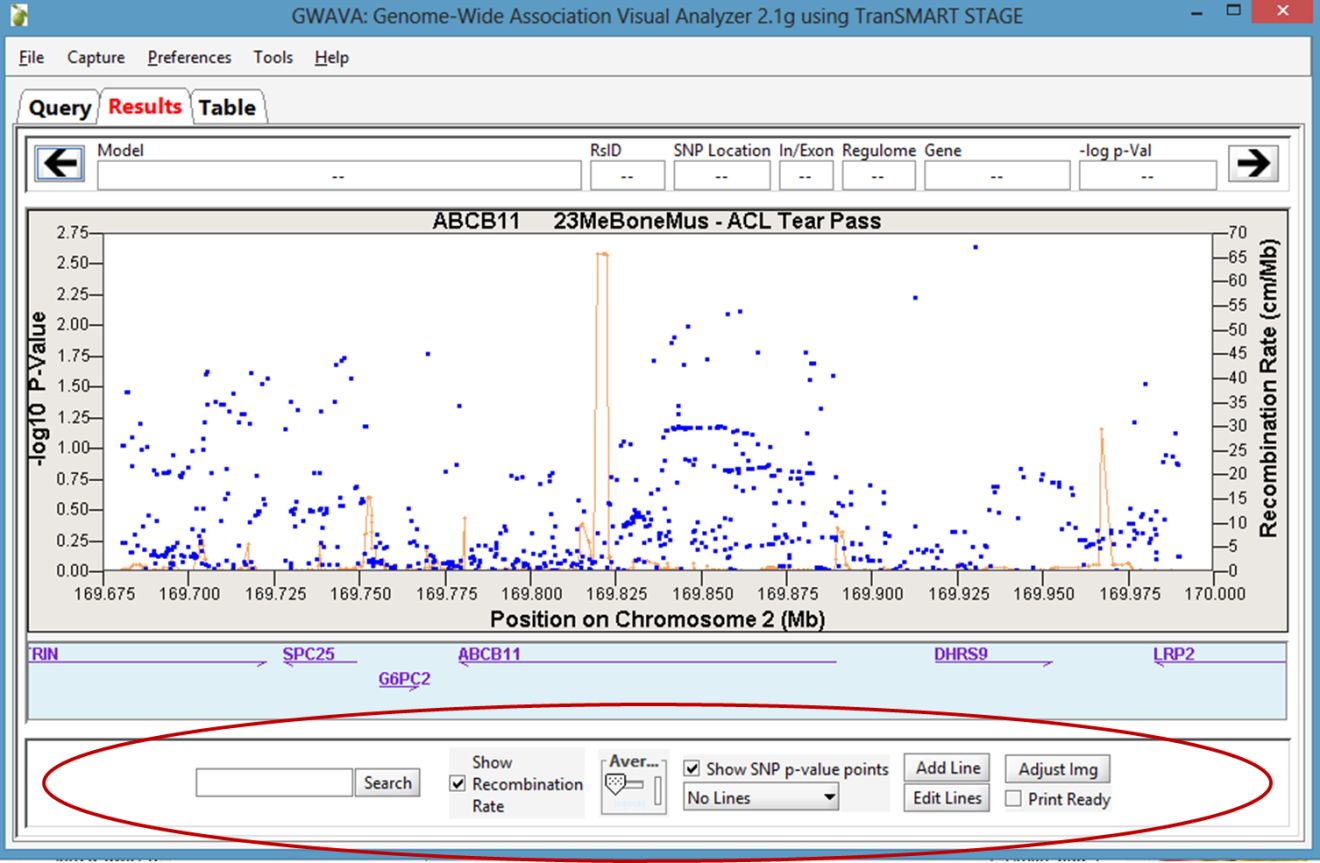 GWAVA: Genome-Wide Association Visual Analyzer 2.1g using TranSMART STAGE
File Capture Preferences Tools Help
Query Results Table
Model RsID SNP Location In/Exon Regulome Gene -log p-Val
-- -- -- -- -- -- --
ABCB11 23MeBoneMus - ACL Tear Pass
-log10 P-Value
2.75
2.50
2.25
2.00
1.75
1.50
1.25
1.00
0.75
0.50
0.25
0.00
70
65
60
55
50
45
40
35
30
25
20
15
10
5
0
Recombination Rate (cm/Mb)
169.675 169.700 169.725 169.750 169.775 169.800 169.825 169.850 169.875 169.900 169.925 169.950 169.975 170.000
Position on Chromosome 2 (Mb)
TRIN SPC25 ABCB11 DHRS9 LRP2
G6PC2
Search
Show
Recombination
Rate
Aver...
Show SNP p-value points
No Lines
Add Line
Edit Lines
Adjust Img
Print Ready